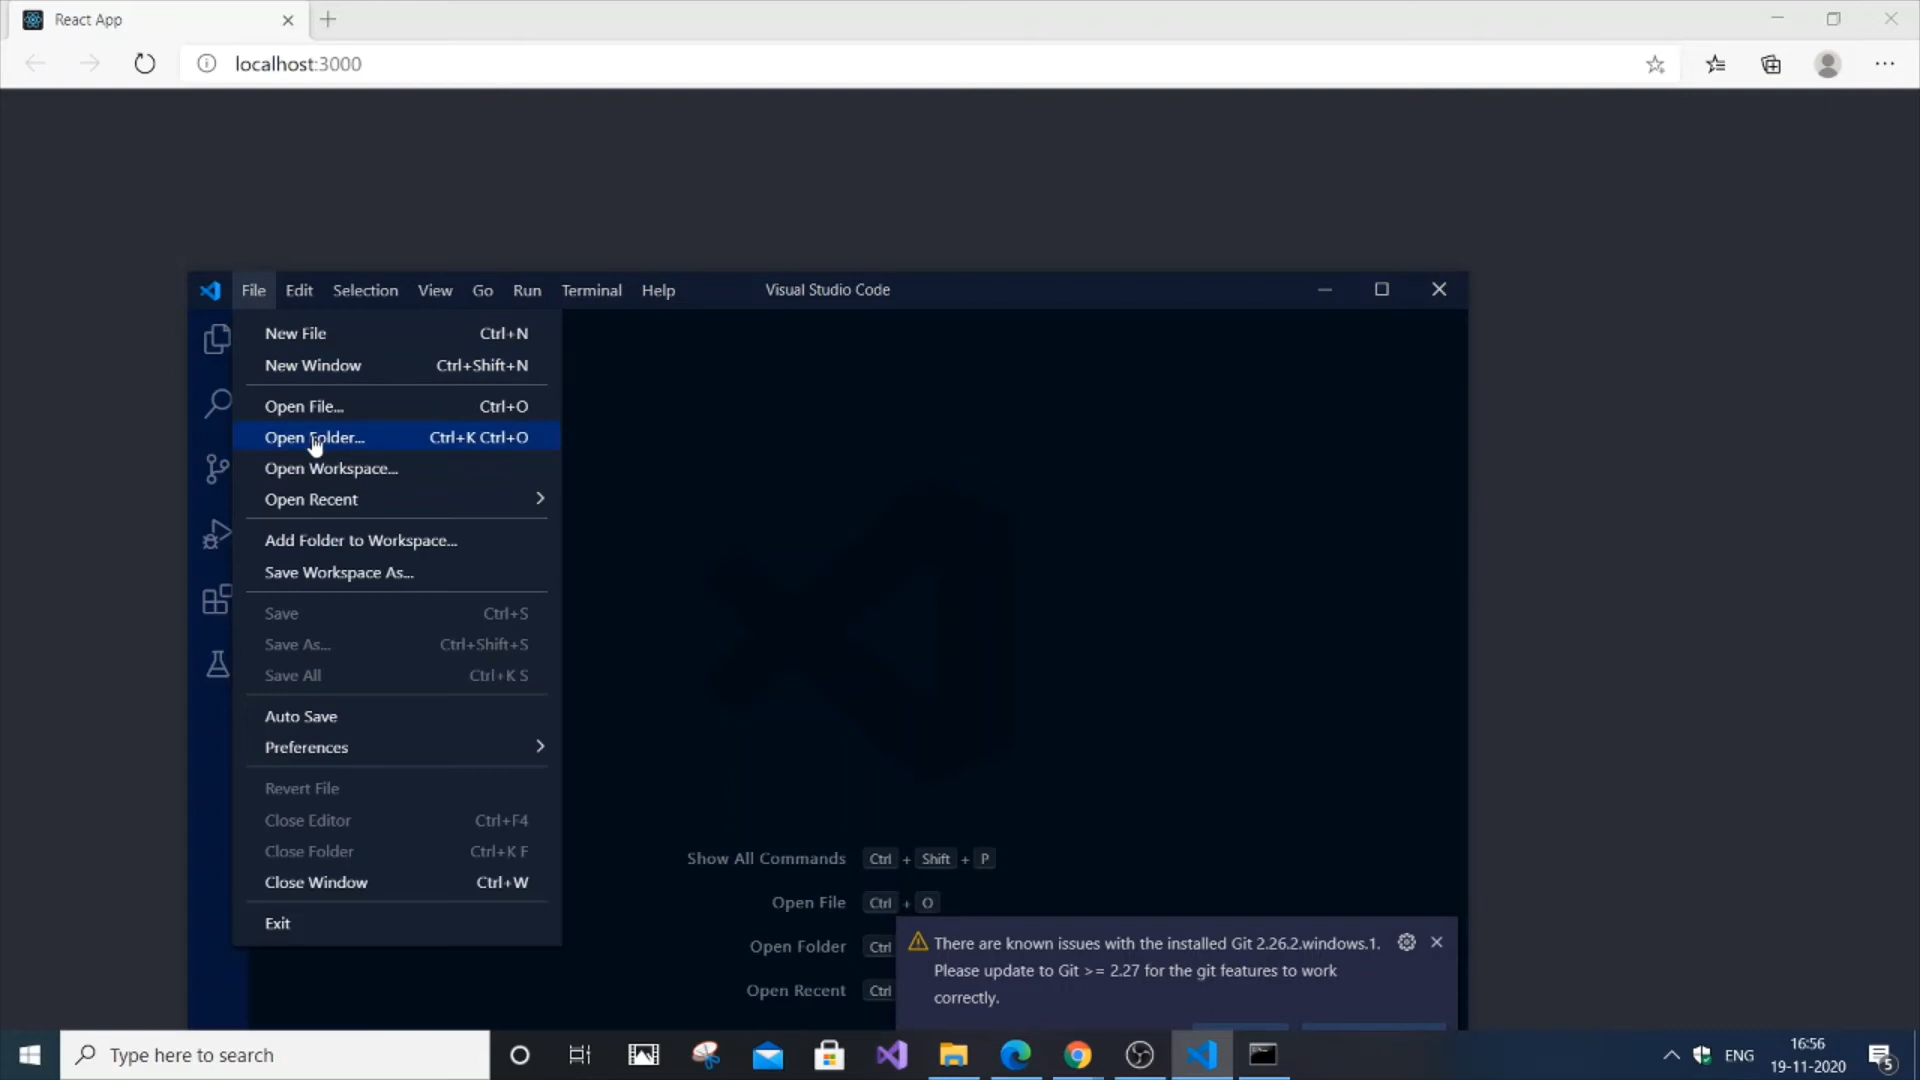 React App
localhost:3000
File Edit Selection View Go Run Terminal Help Visual Studio Code
New File Ctrl+N
New Window Ctrl+Shift+N
Open File... Ctrl+O
Open Folder... Ctrl+K Ctrl+O
Open Workspace...
Open Recent
Add Folder to Workspace...
Save Workspace As...
Save Ctrl+S
Save As... Ctrl+Shift+S
Save All Ctrl+K S
Auto Save
Preferences
Revert File
Close Editor Ctrl+F4
Close Folder Ctrl+K F
Close Window Ctrl+W
Exit
Show All Commands Ctrl + Shift + P
Open File Ctrl + O
Open Folder Ctrl
Open Recent Ctrl
There are known issues with the installed Git 2.26.2.windows.1.
Please update to Git >= 2.27 for the git features to work
correctly.
Type here to search
ENG
16:56
19-11-2020
5